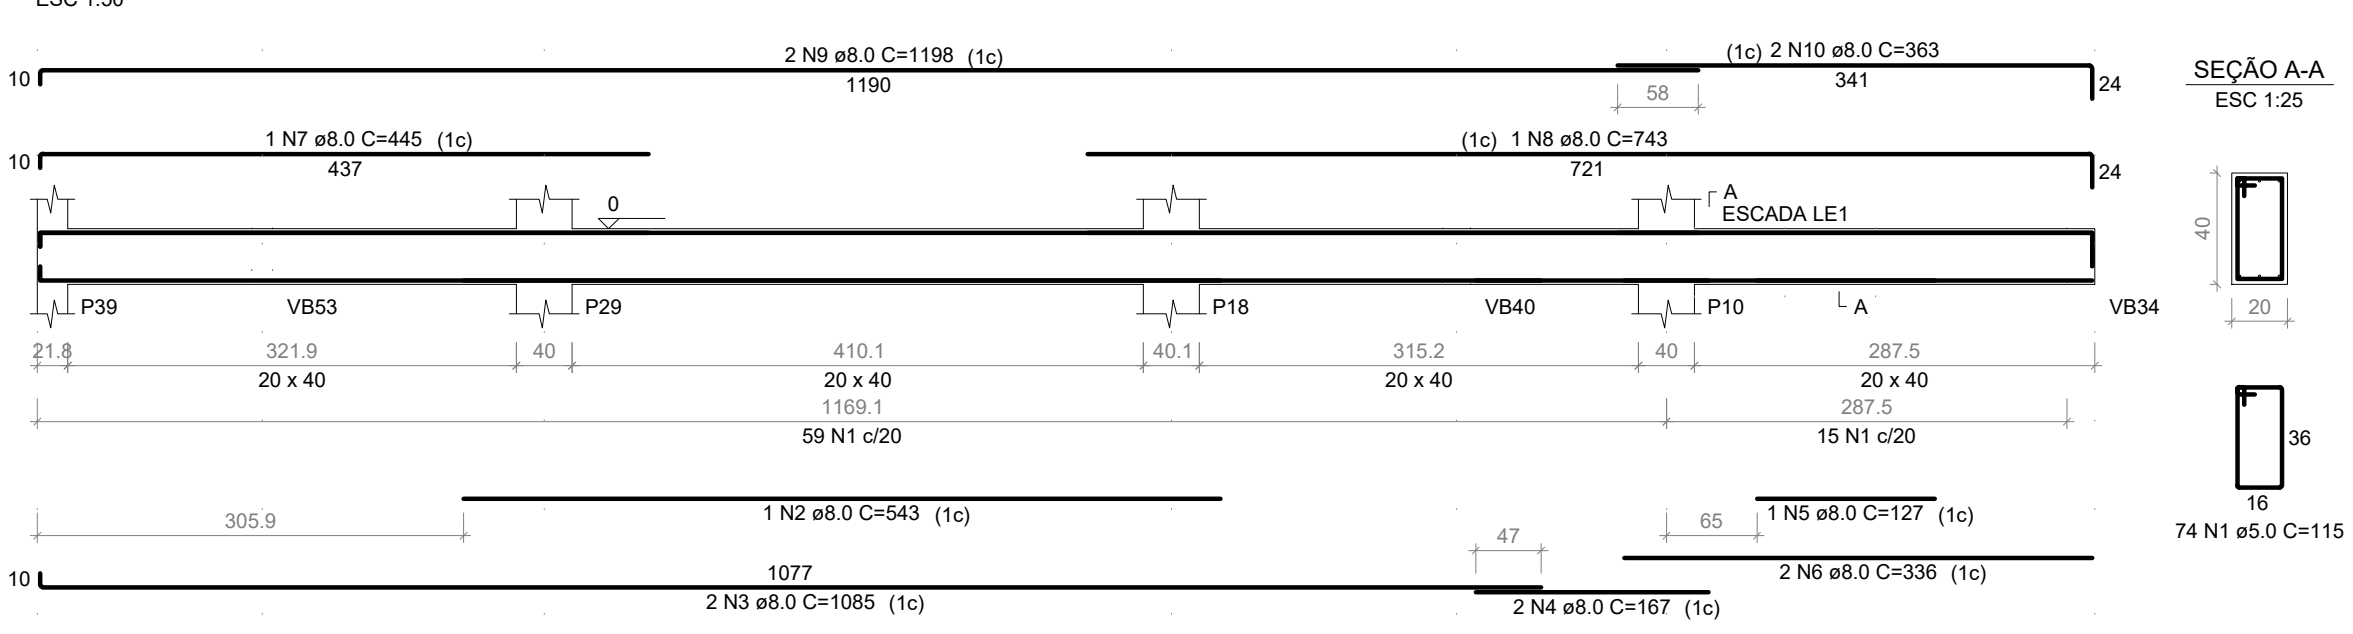 ESC 1:50
2 N9 ø8.0 C=1198 (1c)
(1c) 2 N10 ø8.0 C=363
10
1190
341
24
58
SEÇÃO A-A
ESC 1:25
1 N7 ø8.0 C=445 (1c)
(1c) 1 N8 ø8.0 C=743
10
437
721
24
0
A
ESCADA LE1
40
P39
VB53
P29
P18
VB40
P10
A
VB34
20
21.8
321.9
40
410.1
40.1
315.2
40
287.5
20 x 40
20 x 40
20 x 40
20 x 40
1169.1
287.5
59 N1 c/20
15 N1 c/20
36
16
74 N1 ø5.0 C=115
1 N2 ø8.0 C=543 (1c)
1 N5 ø8.0 C=127 (1c)
305.9
65
47
10
1077
2 N6 ø8.0 C=336 (1c)
2 N3 ø8.0 C=1085 (1c)
2 N4 ø8.0 C=167 (1c)